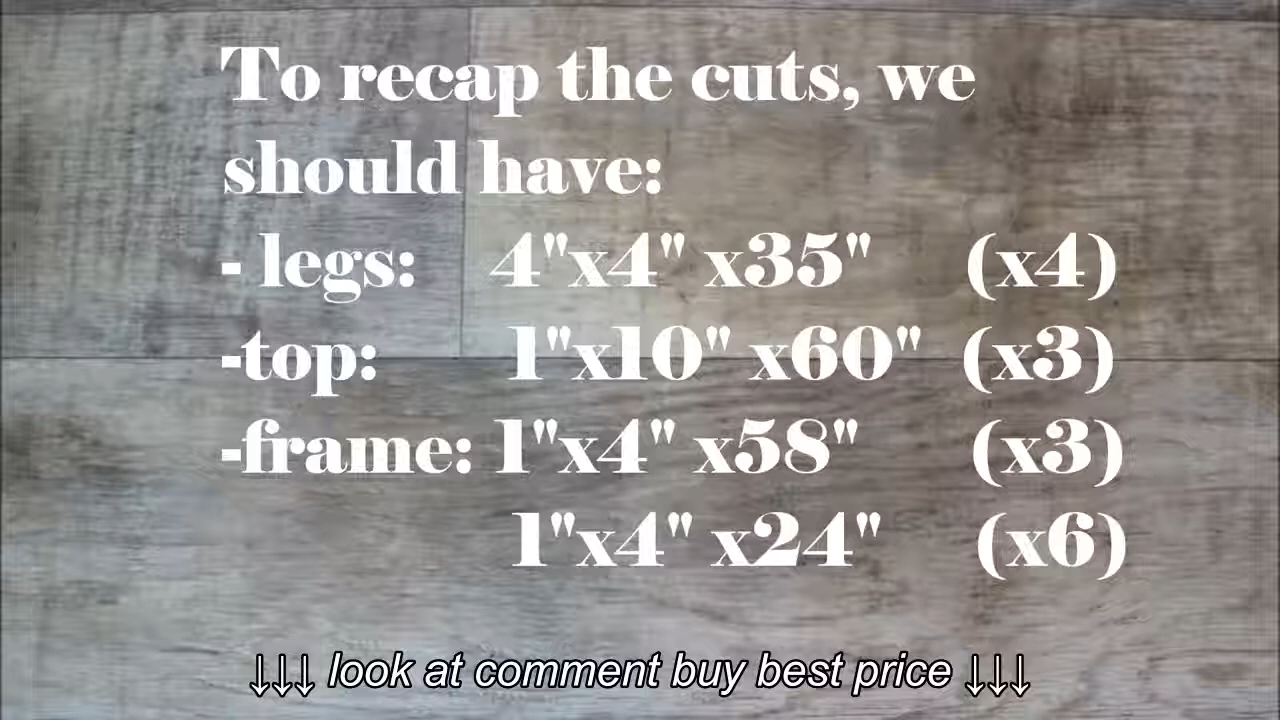 To recap the cuts, we
should have:
- legs: 4"x4" x35" (x4)
-top: 1"x10" x60" (x3)
-frame: 1"x4" x58" (x3)
1"x4" x24" (x6)
↓↓↓ look at comment buy best price ↓↓↓